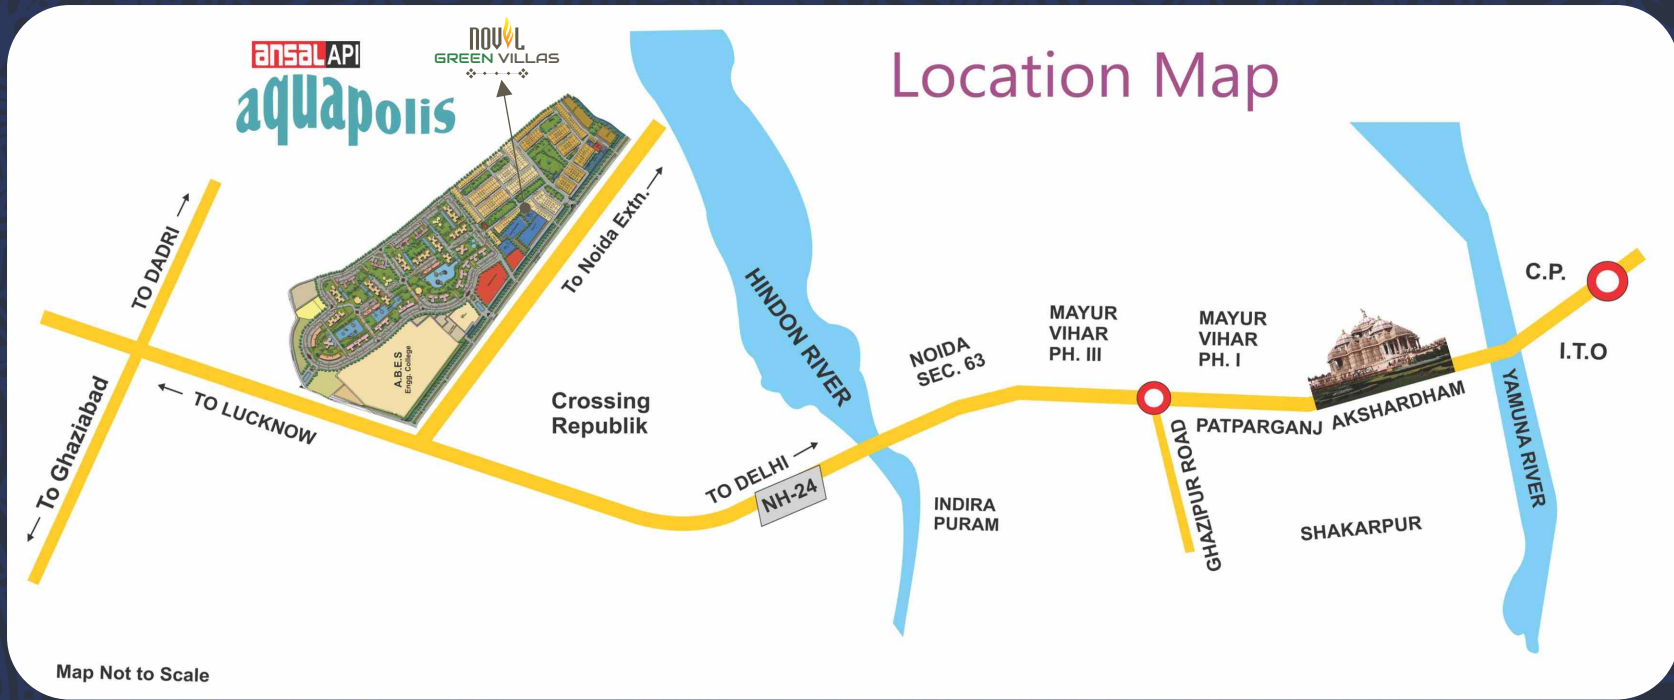 ansal API
aquapolis
NOVEL
GREEN VILLAS
Location Map
TO DADRI
To Noida Extn.
HINDON RIVER
C.P.
I.T.O
MAYUR
VIHAR
PH. III
MAYUR
VIHAR
PH. I
NOIDA
SEC. 63
A.B.E.S
Engg. College
To Ghaziabad
TO LUCKNOW
Crossing
Republik
TO DELHI
NH-24
PATPARGANJ
AKSHARDHAM
GHAZIPUR ROAD
YAMUNA RIVER
INDIRA
PURAM
SHAKARPUR
Map Not to Scale